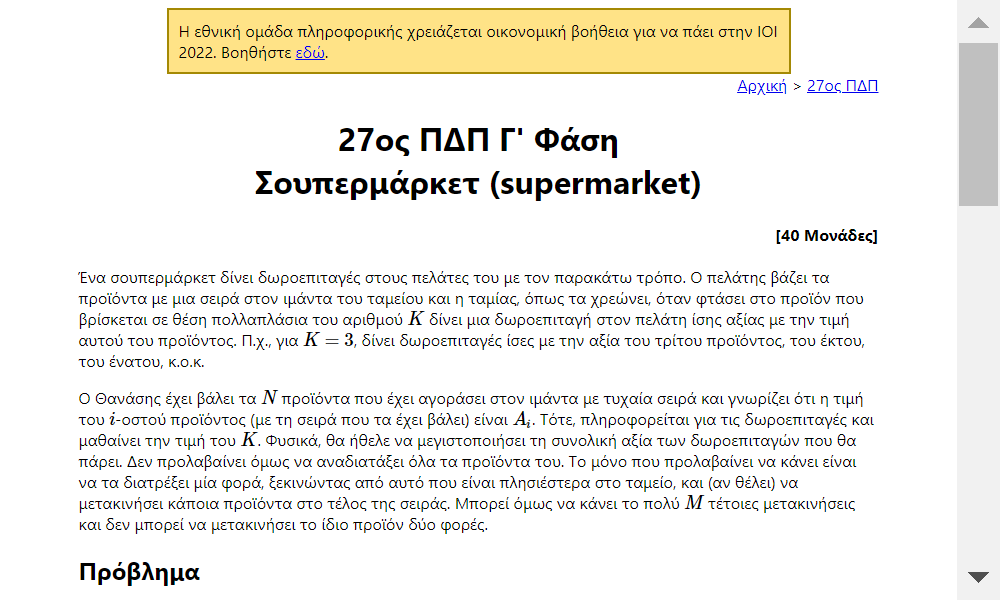 Η εθνική ομάδα πληροφορικής χρειάζεται οικονομική βοήθεια για να πάει στην ΙΟΙ
2022. Βοηθήστε εδώ.
Αρχική > 27ος ΠΔΠ
27ος ΠΔΠ Γ' Φάση
Σουπερμάρκετ (supermarket)
[40 Μονάδες]
Ένα σουπερμάρκετ δίνει δωροεπιταγές στους πελάτες του με τον παρακάτω τρόπο. Ο πελάτης βάζει τα
προϊόντα με μια σειρά στον ιμάντα του ταμείου και η ταμίας, όπως τα χρεώνει, όταν φτάσει στο προϊόν που
βρίσκεται σε θέση πολλαπλάσια του αριθμού K δίνει μια δωροεπιταγή στον πελάτη ίσης αξίας με την τιμή
αυτού του προϊόντος. Π.χ., για K = 3, δίνει δωροεπιταγές ίσες με την αξία του τρίτου προϊόντος, του έκτου,
του ένατου, κ.ο.κ.
Ο Θανάσης έχει βάλει τα N προϊόντα που έχει αγοράσει στον ιμάντα με τυχαία σειρά και γνωρίζει ότι η τιμή
του i-οστού προϊόντος (με τη σειρά που τα έχει βάλει) είναι A_i. Τότε, πληροφορείται για τις δωροεπιταγές και
μαθαίνει την τιμή του K. Φυσικά, θα ήθελε να μεγιστοποιήσει τη συνολική αξία των δωροεπιταγών που θα
πάρει. Δεν προλαβαίνει όμως να αναδιατάξει όλα τα προϊόντα του. Το μόνο που προλαβαίνει να κάνει είναι
να τα διατρέξει μία φορά, ξεκινώντας από αυτό που είναι πλησιέστερα στο ταμείο, και (αν θέλει) να
μετακινήσει κάποια προϊόντα στο τέλος της σειράς. Μπορεί όμως να κάνει το πολύ M τέτοιες μετακινήσεις
και δεν μπορεί να μετακινήσει το ίδιο προϊόν δύο φορές.
Πρόβλημα